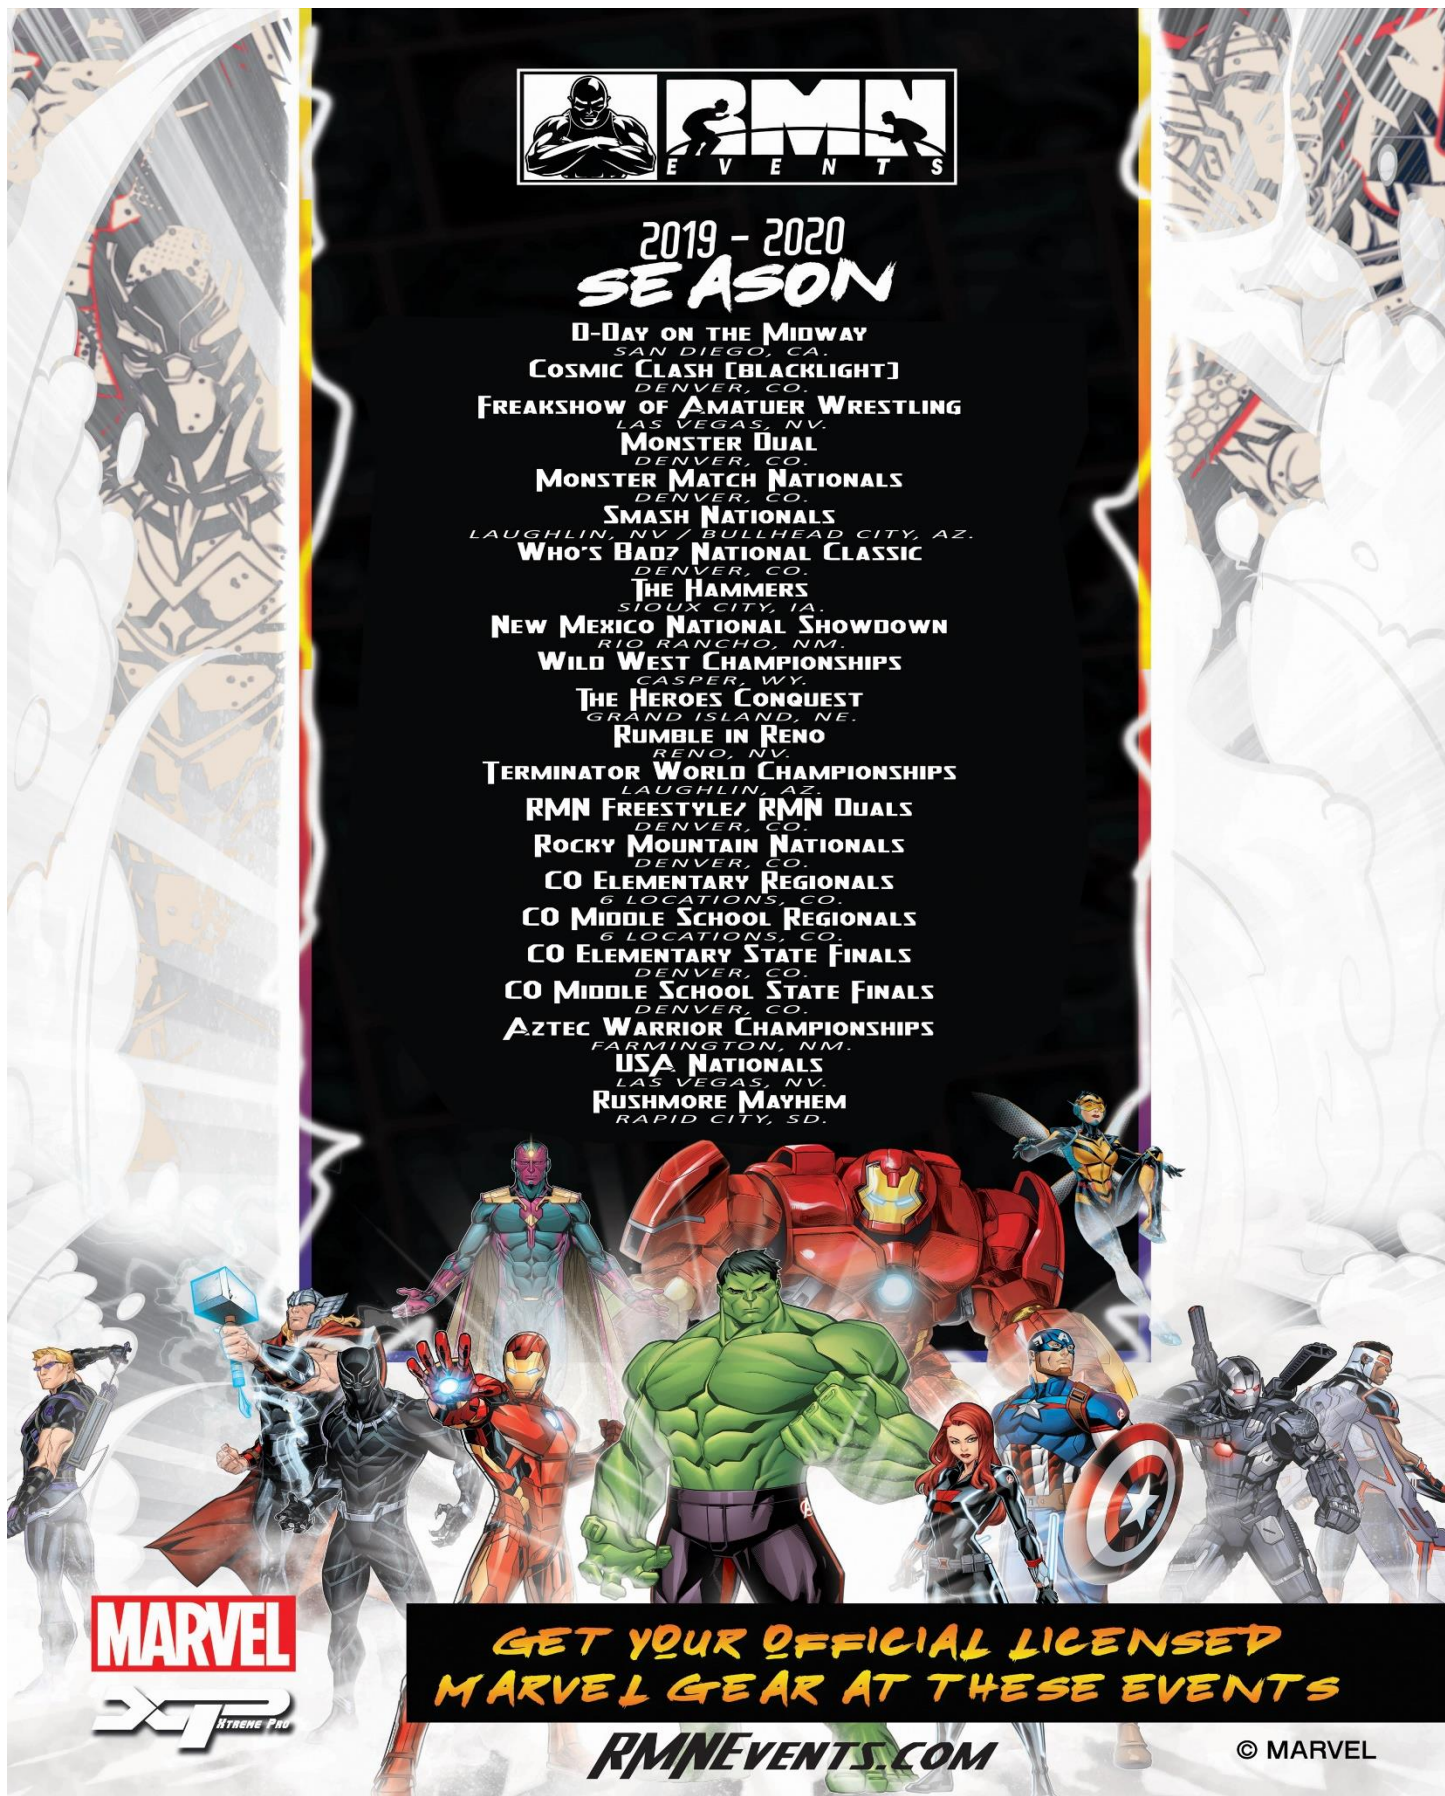 RMN
EVENTS
2019 - 2020
SEASON
D-Day on the Midway
SAN DIEGO, CA.
Cosmic Clash [Blacklight]
DENVER, CO.
Freakshow of Amatuer Wrestling
LAS VEGAS, NV.
Monster Dual
DENVER, CO.
Monster Match Nationals
DENVER, CO.
Smash Nationals
LAUGHLIN, NV / BULLHEAD CITY, AZ.
Who's Bad? National Classic
DENVER, CO.
The Hammers
SIOUX CITY, IA.
New Mexico National Showdown
RIO RANCHO, NM.
Wild West Championships
CASPER, WY.
The Heroes Conquest
GRAND ISLAND, NE.
Rumble in Reno
RENO, NV.
Terminator World Championships
LAUGHLIN, AZ.
RMN Freestyle/ RMN Duals
DENVER, CO.
Rocky Mountain Nationals
DENVER, CO.
CO Elementary Regionals
6 LOCATIONS, CO.
CO Middle School Regionals
6 LOCATIONS, CO.
CO Elementary State Finals
DENVER, CO.
CO Middle School State Finals
DENVER, CO.
Aztec Warrior Championships
FARMINGTON, NM.
USA Nationals
LAS VEGAS, NV.
Rushmore Mayhem
RAPID CITY, SD.
MARVEL
XP
Xtreme Pro
GET YOUR OFFICIAL LICENSED
MARVEL GEAR AT THESE EVENTS
RMNEvents.com
© MARVEL